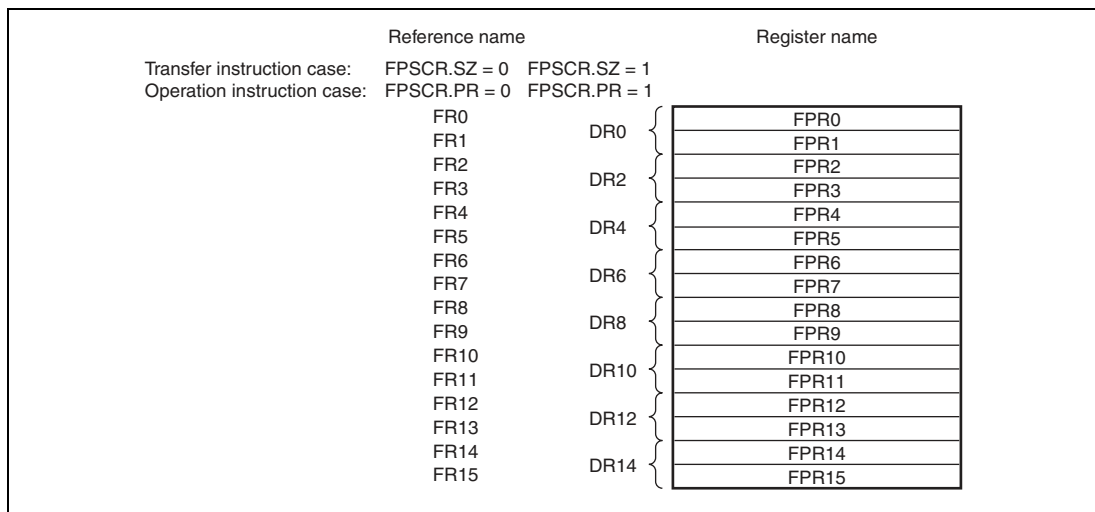 Reference name Register name
Transfer instruction case: FPSCR.SZ = 0 FPSCR.SZ = 1
Operation instruction case: FPSCR.PR = 0 FPSCR.PR = 1
FR0 FPR0
DR0
FR1 FPR1
FR2 FPR2
DR2
FR3 FPR3
FR4 FPR4
DR4
FR5 FPR5
FR6 FPR6
DR6
FR7 FPR7
FR8 FPR8
DR8
FR9 FPR9
FR10 FPR10
DR10
FR11 FPR11
FR12 FPR12
DR12
FR13 FPR13
FR14 FPR14
DR14
FR15 FPR15